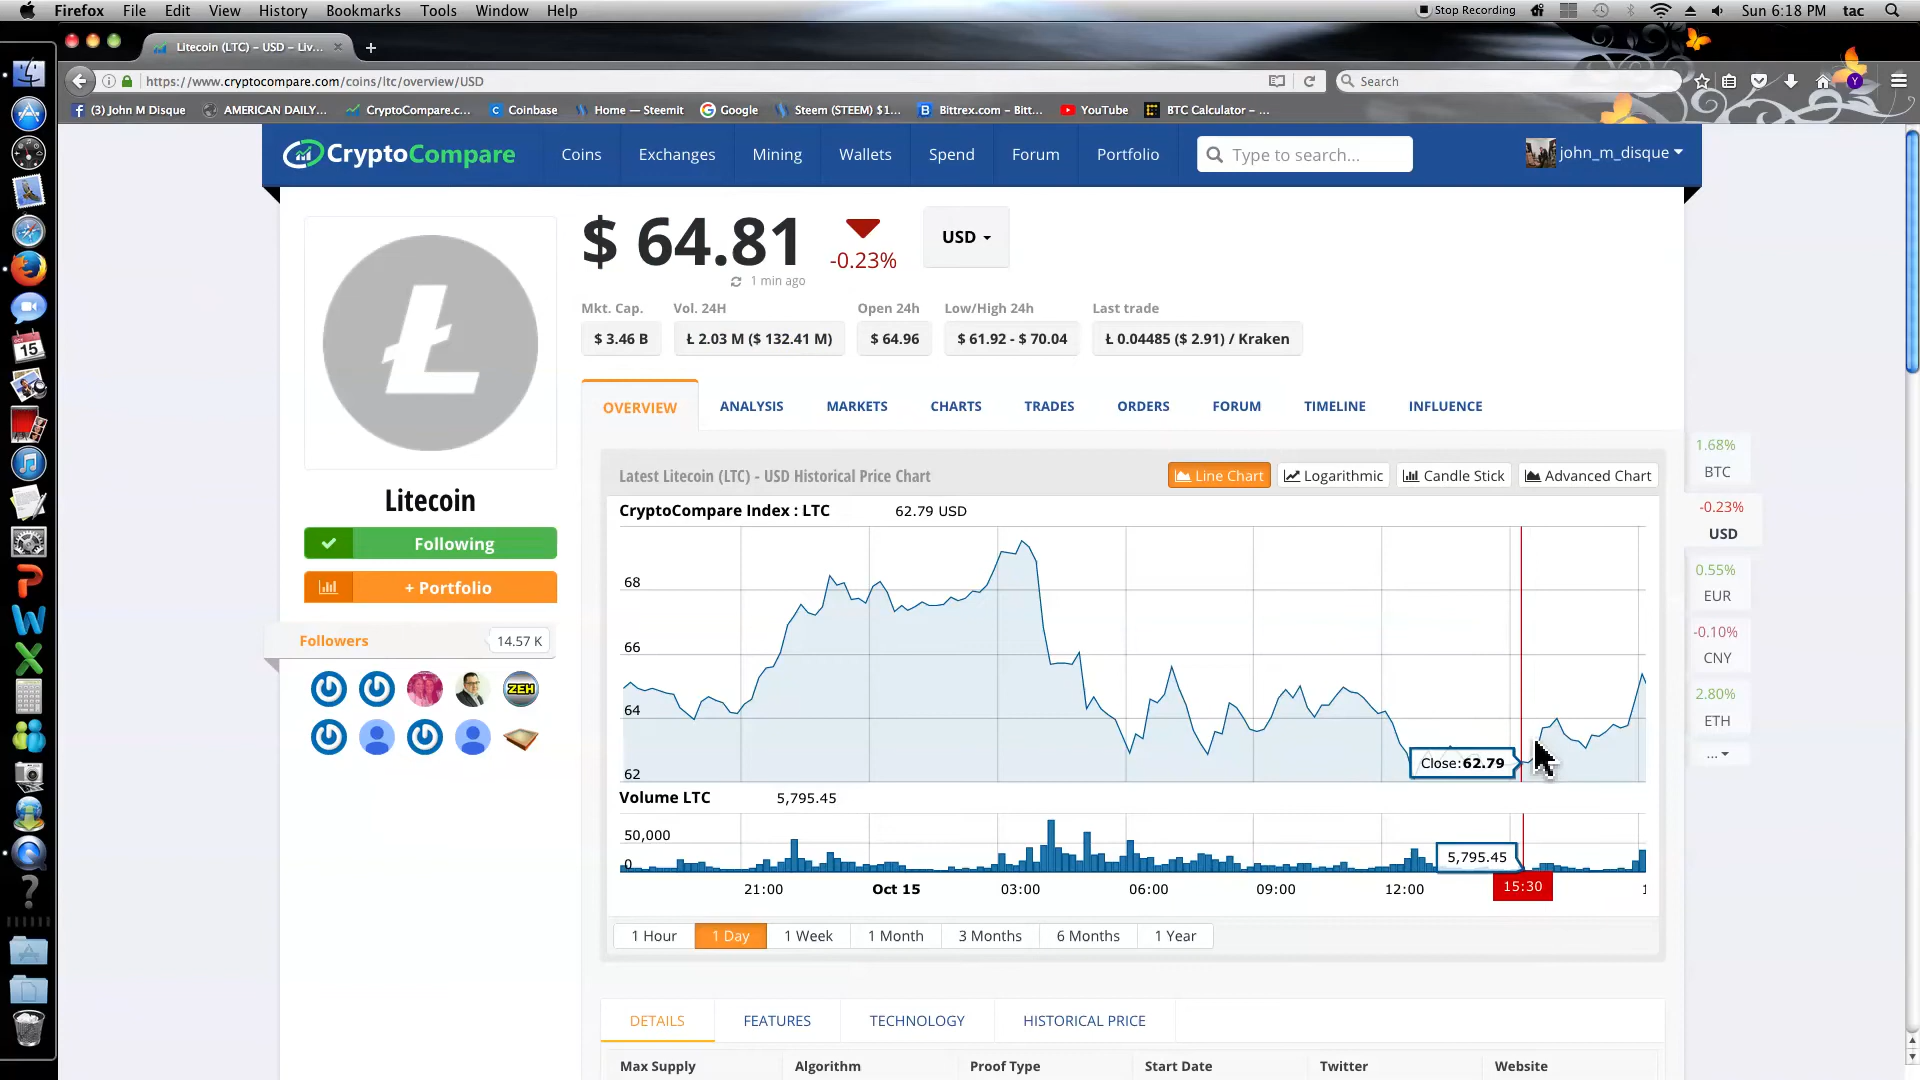 Firefox File Edit View History Bookmarks Tools Window Help Stop Recording Sun 6:18 PM tac
Litecoin (LTC) – USD – Liv...
https://www.cryptocompare.com/coins/ltc/overview/USD Search
(3) John M Disque AMERICAN DAILY... CryptoCompare.c... Coinbase Home — Steemit Google Steem (STEEM) $1... Bittrex.com – Bitt... YouTube BTC Calculator – ...
CryptoCompare Coins Exchanges Mining Wallets Spend Forum Portfolio Type to search... john_m_disque
$ 64.81 -0.23% USD
1 min ago
Mkt. Cap. Vol. 24H Open 24h Low/High 24h Last trade
$ 3.46 B Ł 2.03 M ($ 132.41 M) $ 64.96 $ 61.92 - $ 70.04 Ł 0.04485 ($ 2.91) / Kraken
OVERVIEW ANALYSIS MARKETS CHARTS TRADES ORDERS FORUM TIMELINE INFLUENCE
Litecoin
Following
+ Portfolio
Followers 14.57 K
ZEH
Latest Litecoin (LTC) - USD Historical Price Chart Line Chart Logarithmic Candle Stick Advanced Chart
CryptoCompare Index : LTC 62.79 USD
68
66
64
62
Close:62.79
Volume LTC 5,795.45
50,000
0
5,795.45
21:00 Oct 15 03:00 06:00 09:00 12:00 15:30 1
1 Hour 1 Day 1 Week 1 Month 3 Months 6 Months 1 Year
DETAILS FEATURES TECHNOLOGY HISTORICAL PRICE
Max Supply Algorithm Proof Type Start Date Twitter Website
1.68%
BTC
-0.23%
USD
0.55%
EUR
-0.10%
CNY
2.80%
ETH
...
15